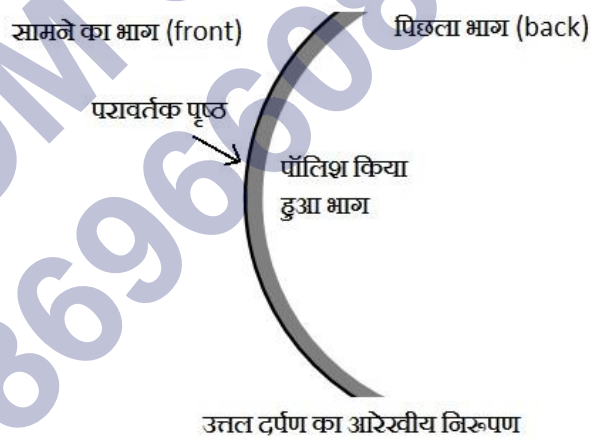 सामने का भाग (front)
पिछला भाग (back)
परावर्तक पृष्ठ
पॉलिश किया
हुआ भाग
उत्तल दर्पण का आरेखीय निरूपण